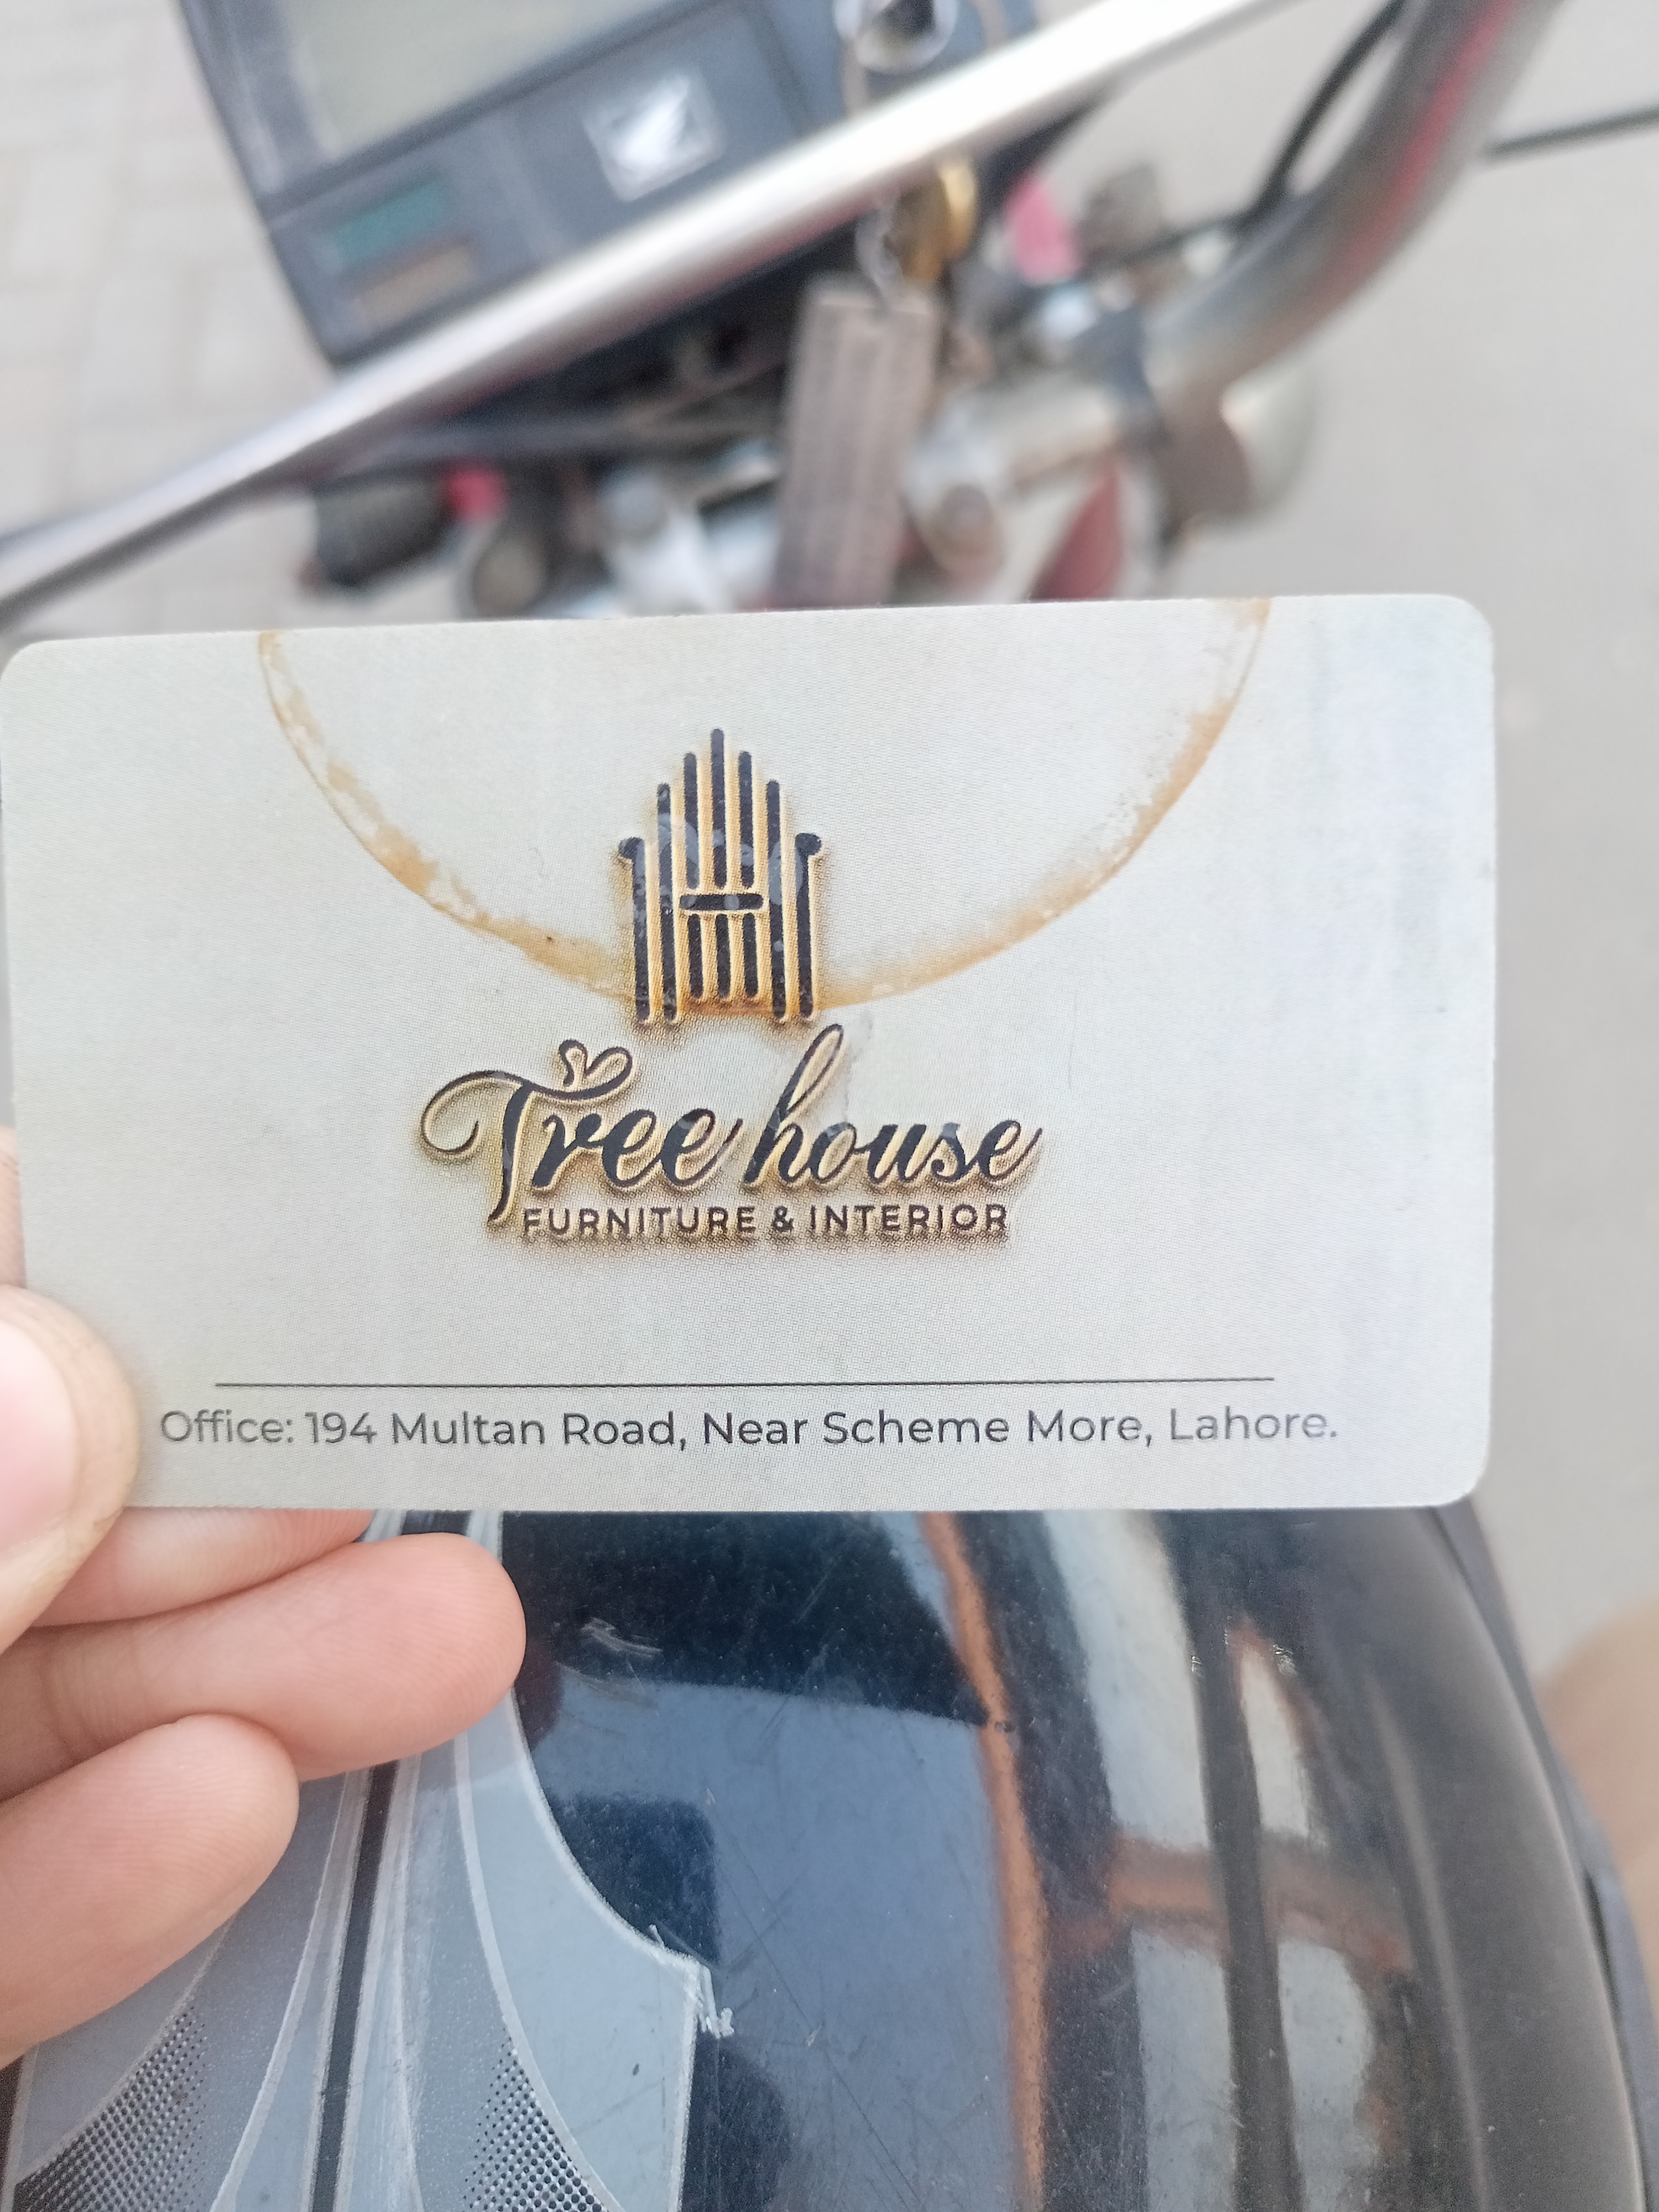 Tree house
FURNITURE & INTERIOR
Office: 194 Multan Road, Near Scheme More, Lahore.